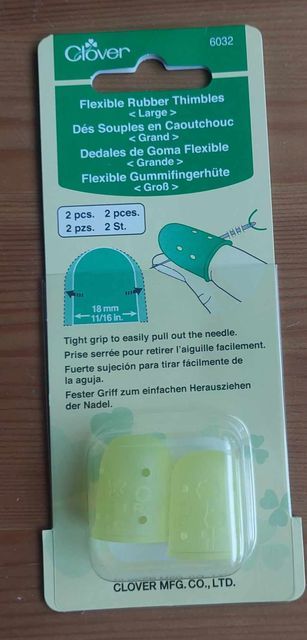 Clover
6032
Flexible Rubber Thimbles
< Large >
Dés Souples en Caoutchouc
< Grand >
Dedales de Goma Flexible
< Grande >
Flexible Gummifingerhüte
< Groß >
2 pcs. 2 pces.
2 pzs. 2 St.
18 mm
11/16 in.
Tight grip to easily pull out the needle.
Prise serrée pour retirer l'aiguille facilement.
Fuerte sujeción para tirar fácilmente de
la aguja.
Fester Griff zum einfachen Herausziehen
der Nadel.
CLOVER MFG. CO., LTD.